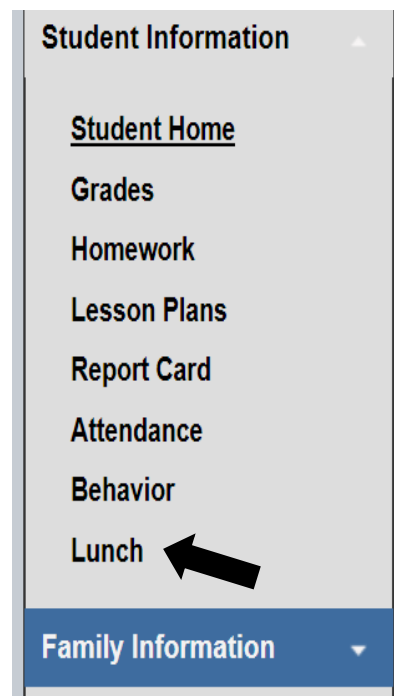 Student Information
Student Home
Grades
Homework
Lesson Plans
Report Card
Attendance
Behavior
Lunch
Family Information